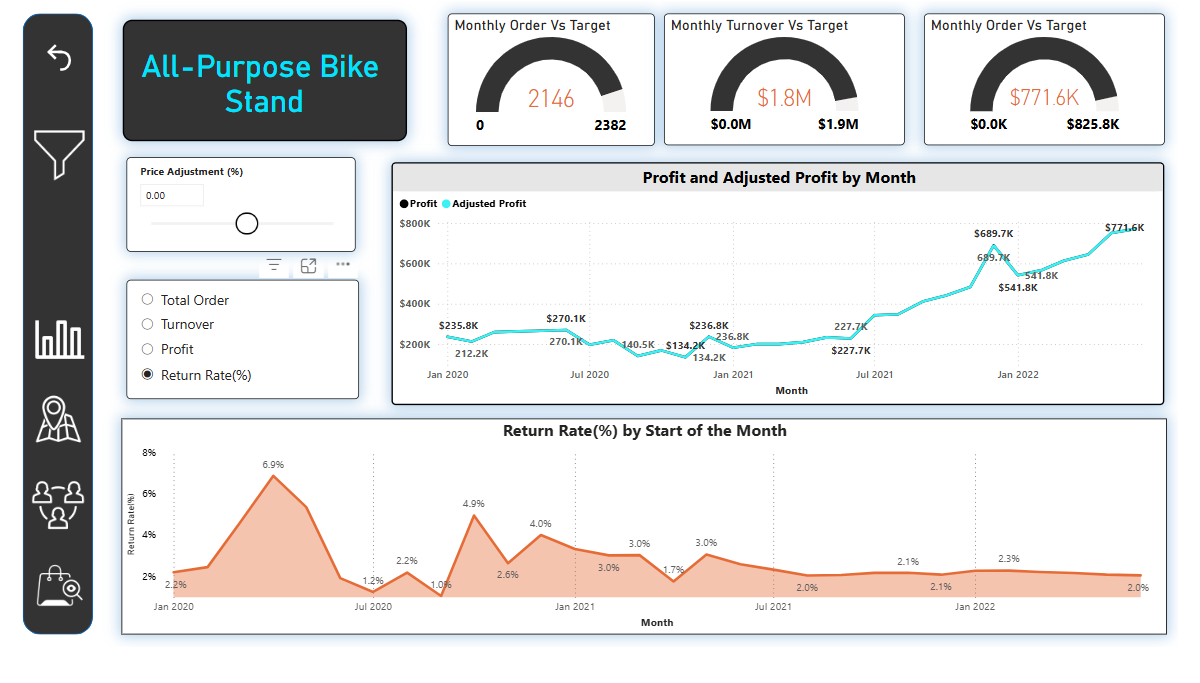 All-Purpose Bike
Stand
Monthly Order Vs Target
2146
0
2382
Monthly Turnover Vs Target
$1.8M
$0.0M
$1.9M
Monthly Order Vs Target
$771.6K
$0.0K
$825.8K
Price Adjustment (%)
0.00
Total Order
Turnover
Profit
Return Rate(%)
Profit and Adjusted Profit by Month
Profit Adjusted Profit
$800K
$600K
$400K
$200K
$235.8K
212.2K
$270.1K
270.1K
140.5K
$134.2K
134.2K
$236.8K
236.8K
227.7K
$227.7K
$689.7K
689.7K
541.8K
$541.8K
$771.6K
Jan 2020
Jul 2020
Jan 2021
Jul 2021
Jan 2022
Month
Return Rate(%) by Start of the Month
Return Rate(%)
8%
6%
4%
2%
2.2%
6.9%
1.2%
2.2%
1.0%
4.9%
2.6%
4.0%
3.0%
3.0%
1.7%
3.0%
2.0%
2.1%
2.1%
2.3%
2.0%
Jan 2020
Jul 2020
Jan 2021
Jul 2021
Jan 2022
Month